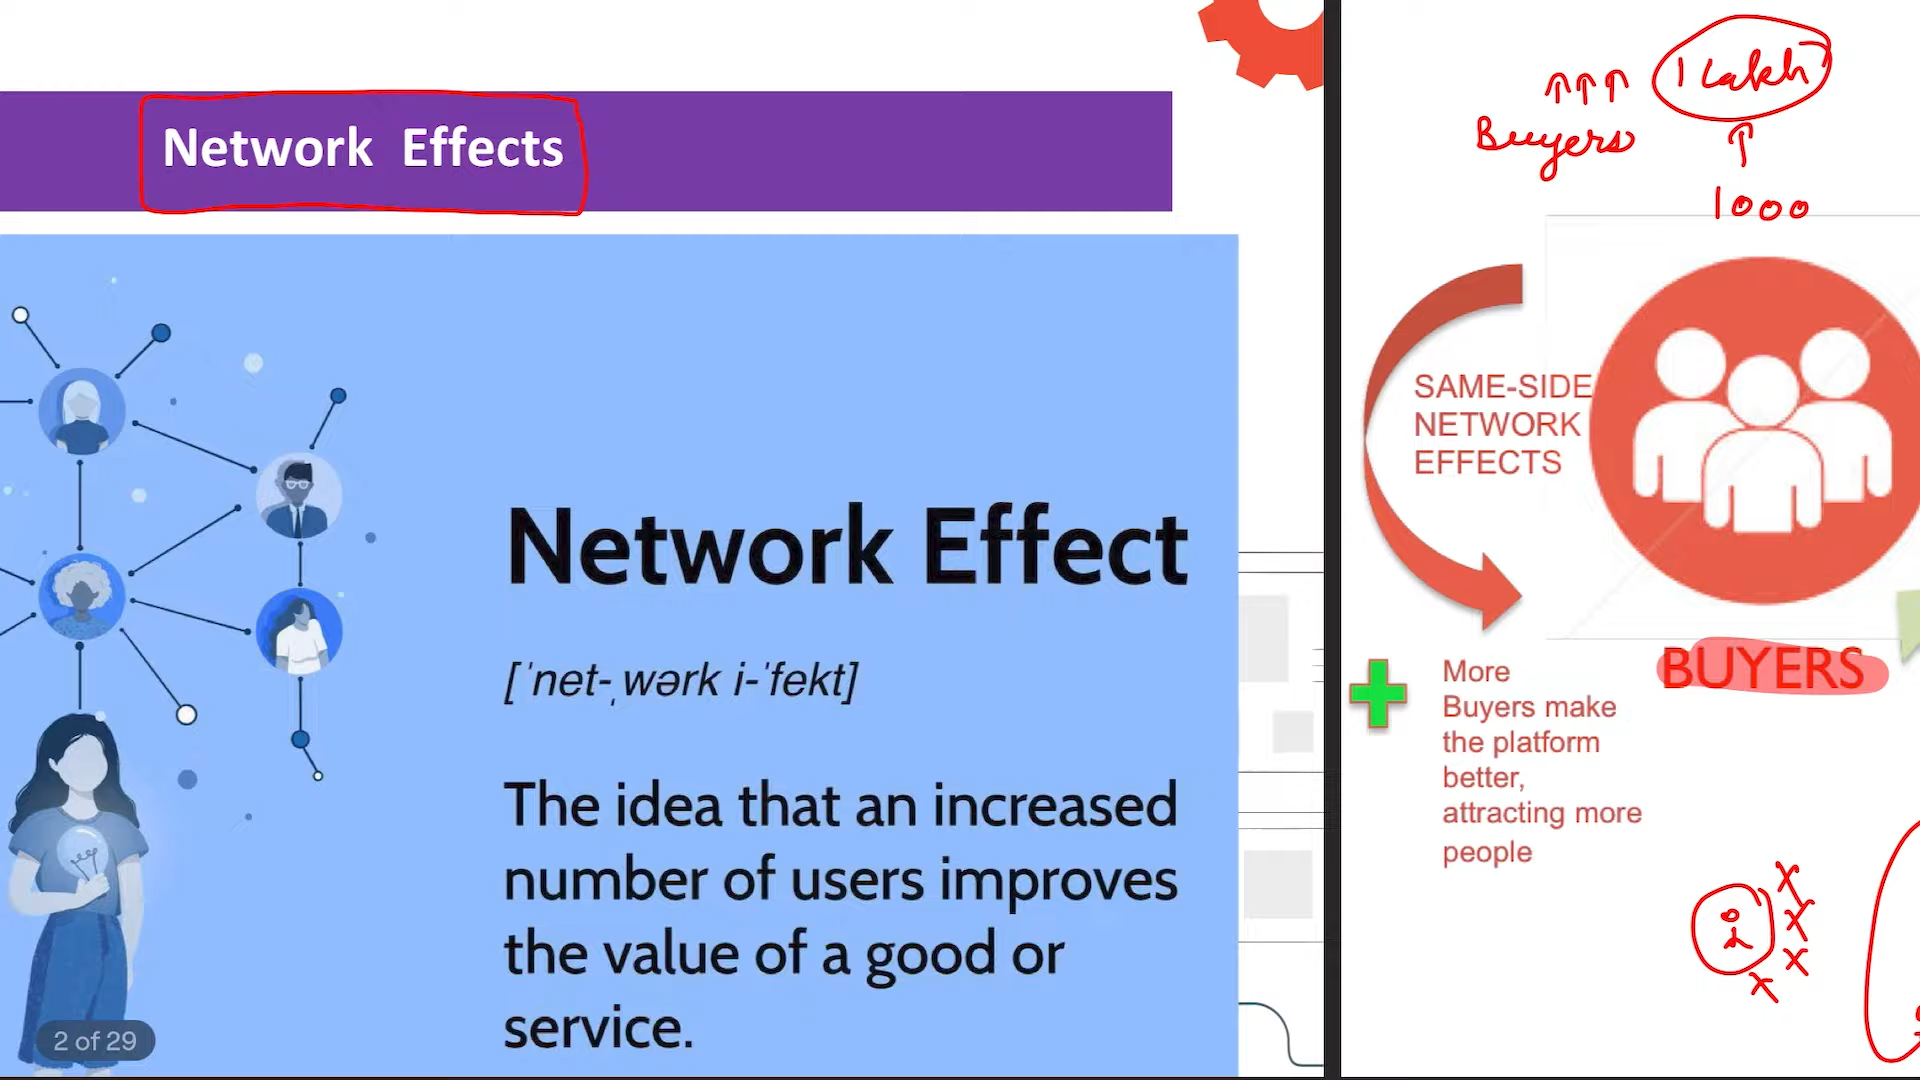 Network Effects
Network Effect
[ˈnet-ˌwərk i-ˈfekt]
The idea that an increased
number of users improves
the value of a good or
service.
2 of 29
↑↑↑ 1 Lakh
Buyers ↑
1000
SAME-SIDE
NETWORK
EFFECTS
BUYERS
More
Buyers make
the platform
better,
attracting more
people